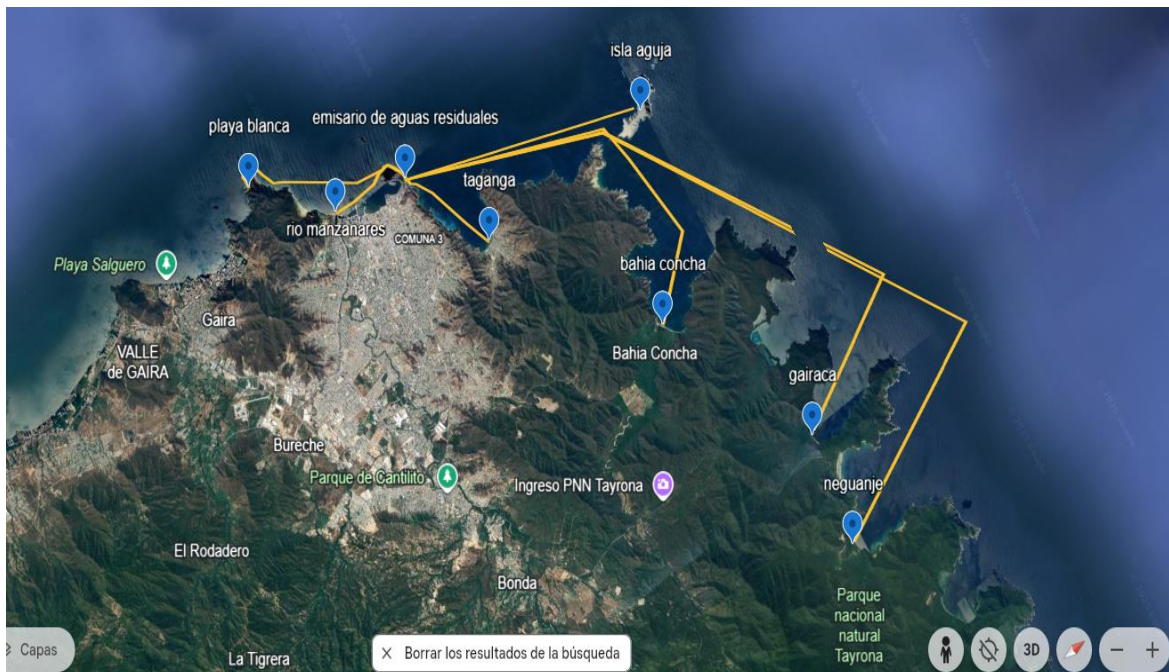 isla aguja
emisario de aguas residuales
playa blanca
taganga
rio manzanares
COMUNA 3
Playa Salguero
bahia concha
Gaira
VALLE
de GAIRA
Bahia Concha
gairaca
Bureche
Parque de Cantilito
Ingreso PNN Tayrona
neguanje
El Rodadero
Bonda
Parque
nacional
natural
Tayrona
Capas
La Tigrera
× Borrar los resultados de la búsqueda
3D
− +